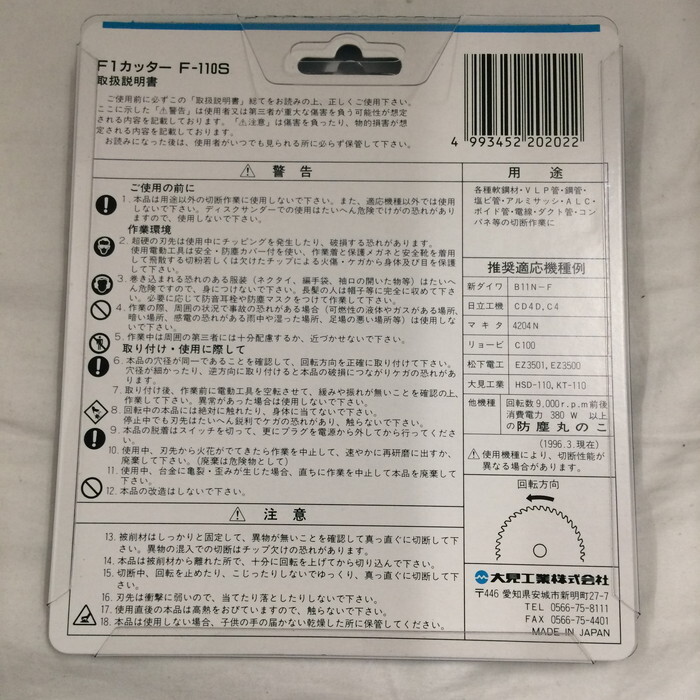 F1カッター F-110S
取扱説明書
ご使用前に必ずこの「取扱説明書」総てをお読みの上、正しくご使用下さい。
ここに示した「⚠警告」は使用者又は第三者が重大な傷害を負う可能性が想定
される内容を記載しております。「⚠注意」は傷害を負ったり、物的損害が想
定される内容を記載しております。
お読みになった後は、使用者がいつでも見られる所に必らず保管して下さい。
4 993452 202022
⚠ 警告
ご使用の前に
1. 本品は用途以外の切断作業に使用しないで下さい。また、適応機種以外では使用
しないで下さい。ディスクサンダーでの使用はたいへん危険でけがの恐れがあり
ますので、使用しないで下さい。
作業環境
2. 超硬の刃先は使用中にチッピングを発生したり、破損する恐れがあります。
使用電動工具は安全・防塵カバー付を使い、作業着と保護メガネと安全靴を着用
して飛散する切粉若しくは欠けたチップによる火傷・ケガから身体及び目を保護
して下さい。
3. 巻き込まれる恐れのある服装(ネクタイ、編手袋、袖口の開いた物等)はたいへ
ん危険ですので、身につけないで下さい。長髪の人は帽子等に完全に収めて下さ
い。必要に応じて防音耳栓や防塵マスクをつけて作業して下さい。
4. 作業の際、周囲の状況で事故の恐れがある場合(可燃性の液体やガスがある場所、
暗い場所、感電の恐れがある雨中や湿った場所、足場の悪い場所等)は使用しな
いで下さい。
5. 作業中は周囲の第三者には十分配慮するか、近づかせないで下さい。
取り付け・使用に際して
6. 本品の穴径が同一であることを確認して、回転方向を正確に取り付けて下さい。
穴径が細かったり、逆方向に取り付けると本品の破損につながりケガの恐れがあ
ります。
7. 取り付け後、作業前に電動工具を空転させて、緩みや振れが無いことを確認の上、
作業して下さい。異常があった場合は使用しないで下さい。
8. 回転中の本品には絶対に触れたり、身体に当てないで下さい。
停止中でも刃先はたいへん鋭利でケガの恐れがあり、触らないで下さい。
9. 本品の脱着はスイッチを切って、更にプラグを電源から外してから行ってくださ
い。
10. 使用中、刃先から火花がでてきたら作業を中止して、速やかに再研磨に出すか、
廃棄して下さい。(廃棄は危険物として)
11. 使用中、台金に亀裂・歪みが生じた場合、直ちに作業を中止して本品を廃棄して
下さい。
12. 本品の改造はしないで下さい。
⚠ 注意
13. 被削材はしっかりと固定して、異物が無いことを確認して真っ直ぐに切断して下
さい。異物の混入での切断はチップ欠けの恐れがあります。
14. 本品は被削材から離れた所で、十分に回転を上げてから切り込んで下さい。
15. 切断中、回転を止めたり、こじったりしないでゆっくり、真っ直ぐに切断して下
さい。
16. 刃先は衝撃に弱いので、当てたり落としたりしないで下さい。
17. 使用直後の本品は高熱をおびていますので、触らないで下さい。
18. 本品は使用しない場合、子供の手の届かない乾燥した所に保管してください。
用途
各種軟鋼材・VLP管・鋼管・
塩ビ管・アルミサッシ・ALC・
ボイド管・電線・ダクト管・コン
パネ等の切断作業に
推奨適応機種例
新ダイワ B11N-F
日立工機 CD4D,C4
マキタ 4204N
リョービ C100
松下電工 EZ3501, EZ3500
大見工業 HSD-110, KT-110
他機種 回転数9,000r.p.m前後
消費電力 380 W 以上
の防塵丸のこ
(1996.3.現在)
⚠使用機種により、切断性能が
異なる場合があります。
回転方向
大見工業株式会社
〒446 愛知県安城市新明町27-7
TEL 0566-75-8111
FAX 0566-75-4401
MADE IN JAPAN